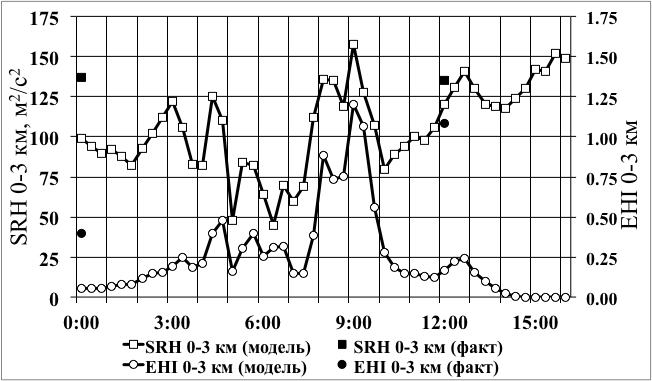 175 1.75
150 1.50
125 1.25
100 1.00
75 0.75
50 0.50
25 0.25
0 0.00
SRH 0-3 км, м²/с²
EHI 0-3 км
0:00 3:00 6:00 9:00 12:00 15:00
SRH 0-3 км (модель) SRH 0-3 км (факт)
EHI 0-3 км (модель) EHI 0-3 км (факт)